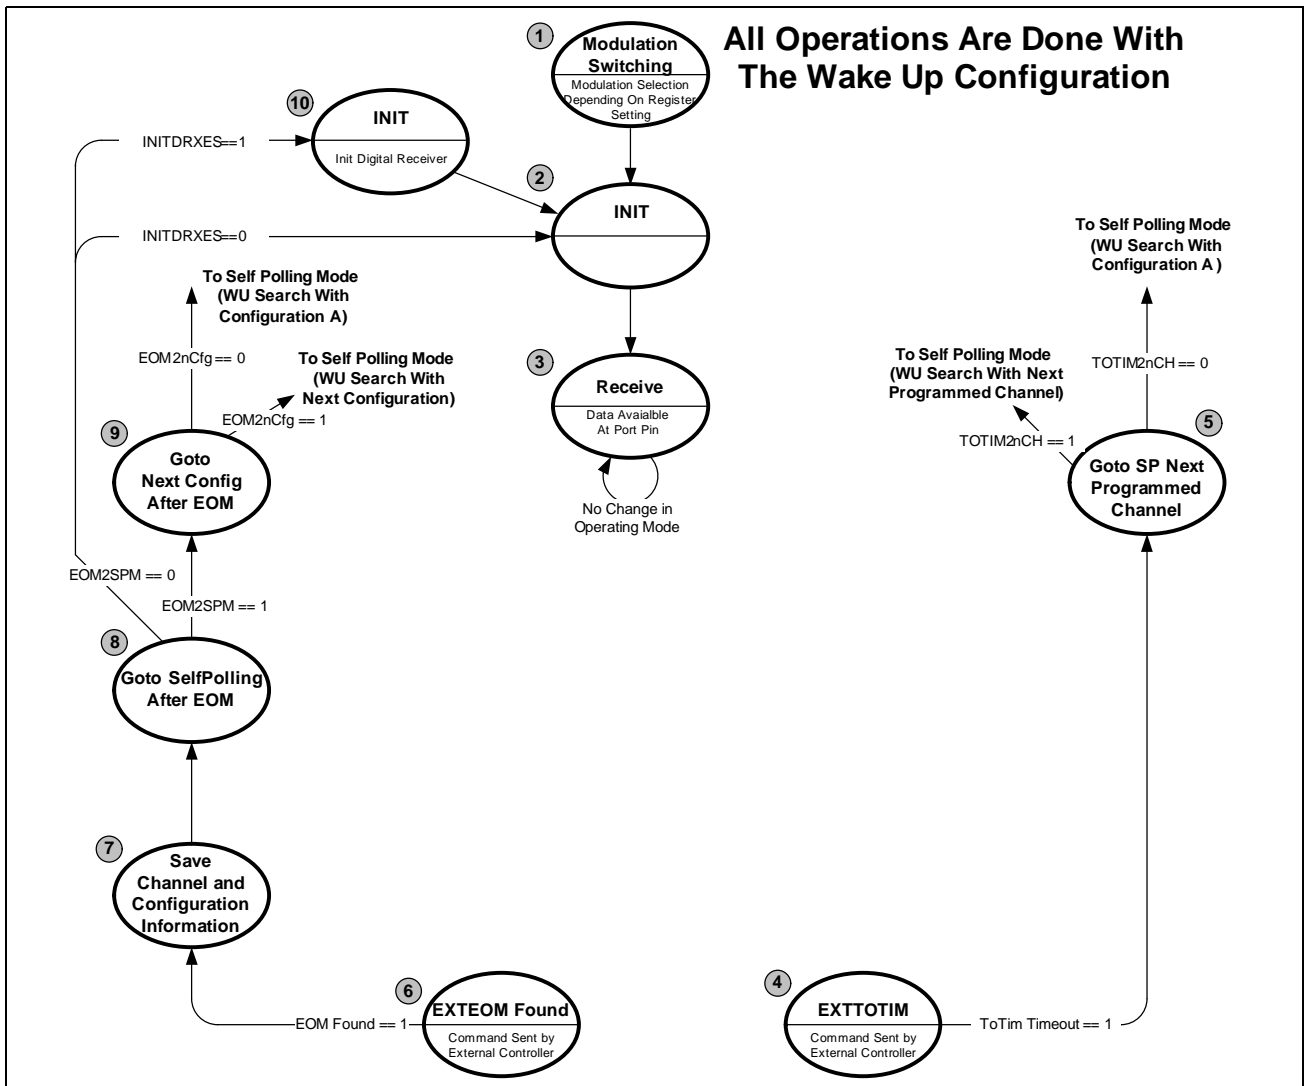 All Operations Are Done With
The Wake Up Configuration
1
Modulation
Switching
Modulation Selection
Depending On Register
Setting
10
INIT
Init Digital Receiver
INITDRXES==1
2
INIT
INITDRXES==0
To Self Polling Mode
(WU Search With
Configuration A)
EOM2nCfg == 0
To Self Polling Mode
(WU Search With
Next Configuration)
EOM2nCfg == 1
3
Receive
Data Avaialble
At Port Pin
No Change in
Operating Mode
To Self Polling Mode
(WU Search With
Configuration A )
To Self Polling Mode
(WU Search With Next
Programmed Channel)
TOTIM2nCH == 0
TOTIM2nCH == 1
5
Goto SP Next
Programmed
Channel
9
Goto
Next Config
After EOM
EOM2SPM == 0
EOM2SPM == 1
8
Goto SelfPolling
After EOM
7
Save
Channel and
Configuration
Information
6
EXTEOM Found
Command Sent by
External Controller
EOM Found == 1
4
EXTTOTIM
Command Sent by
External Controller
ToTim Timeout == 1